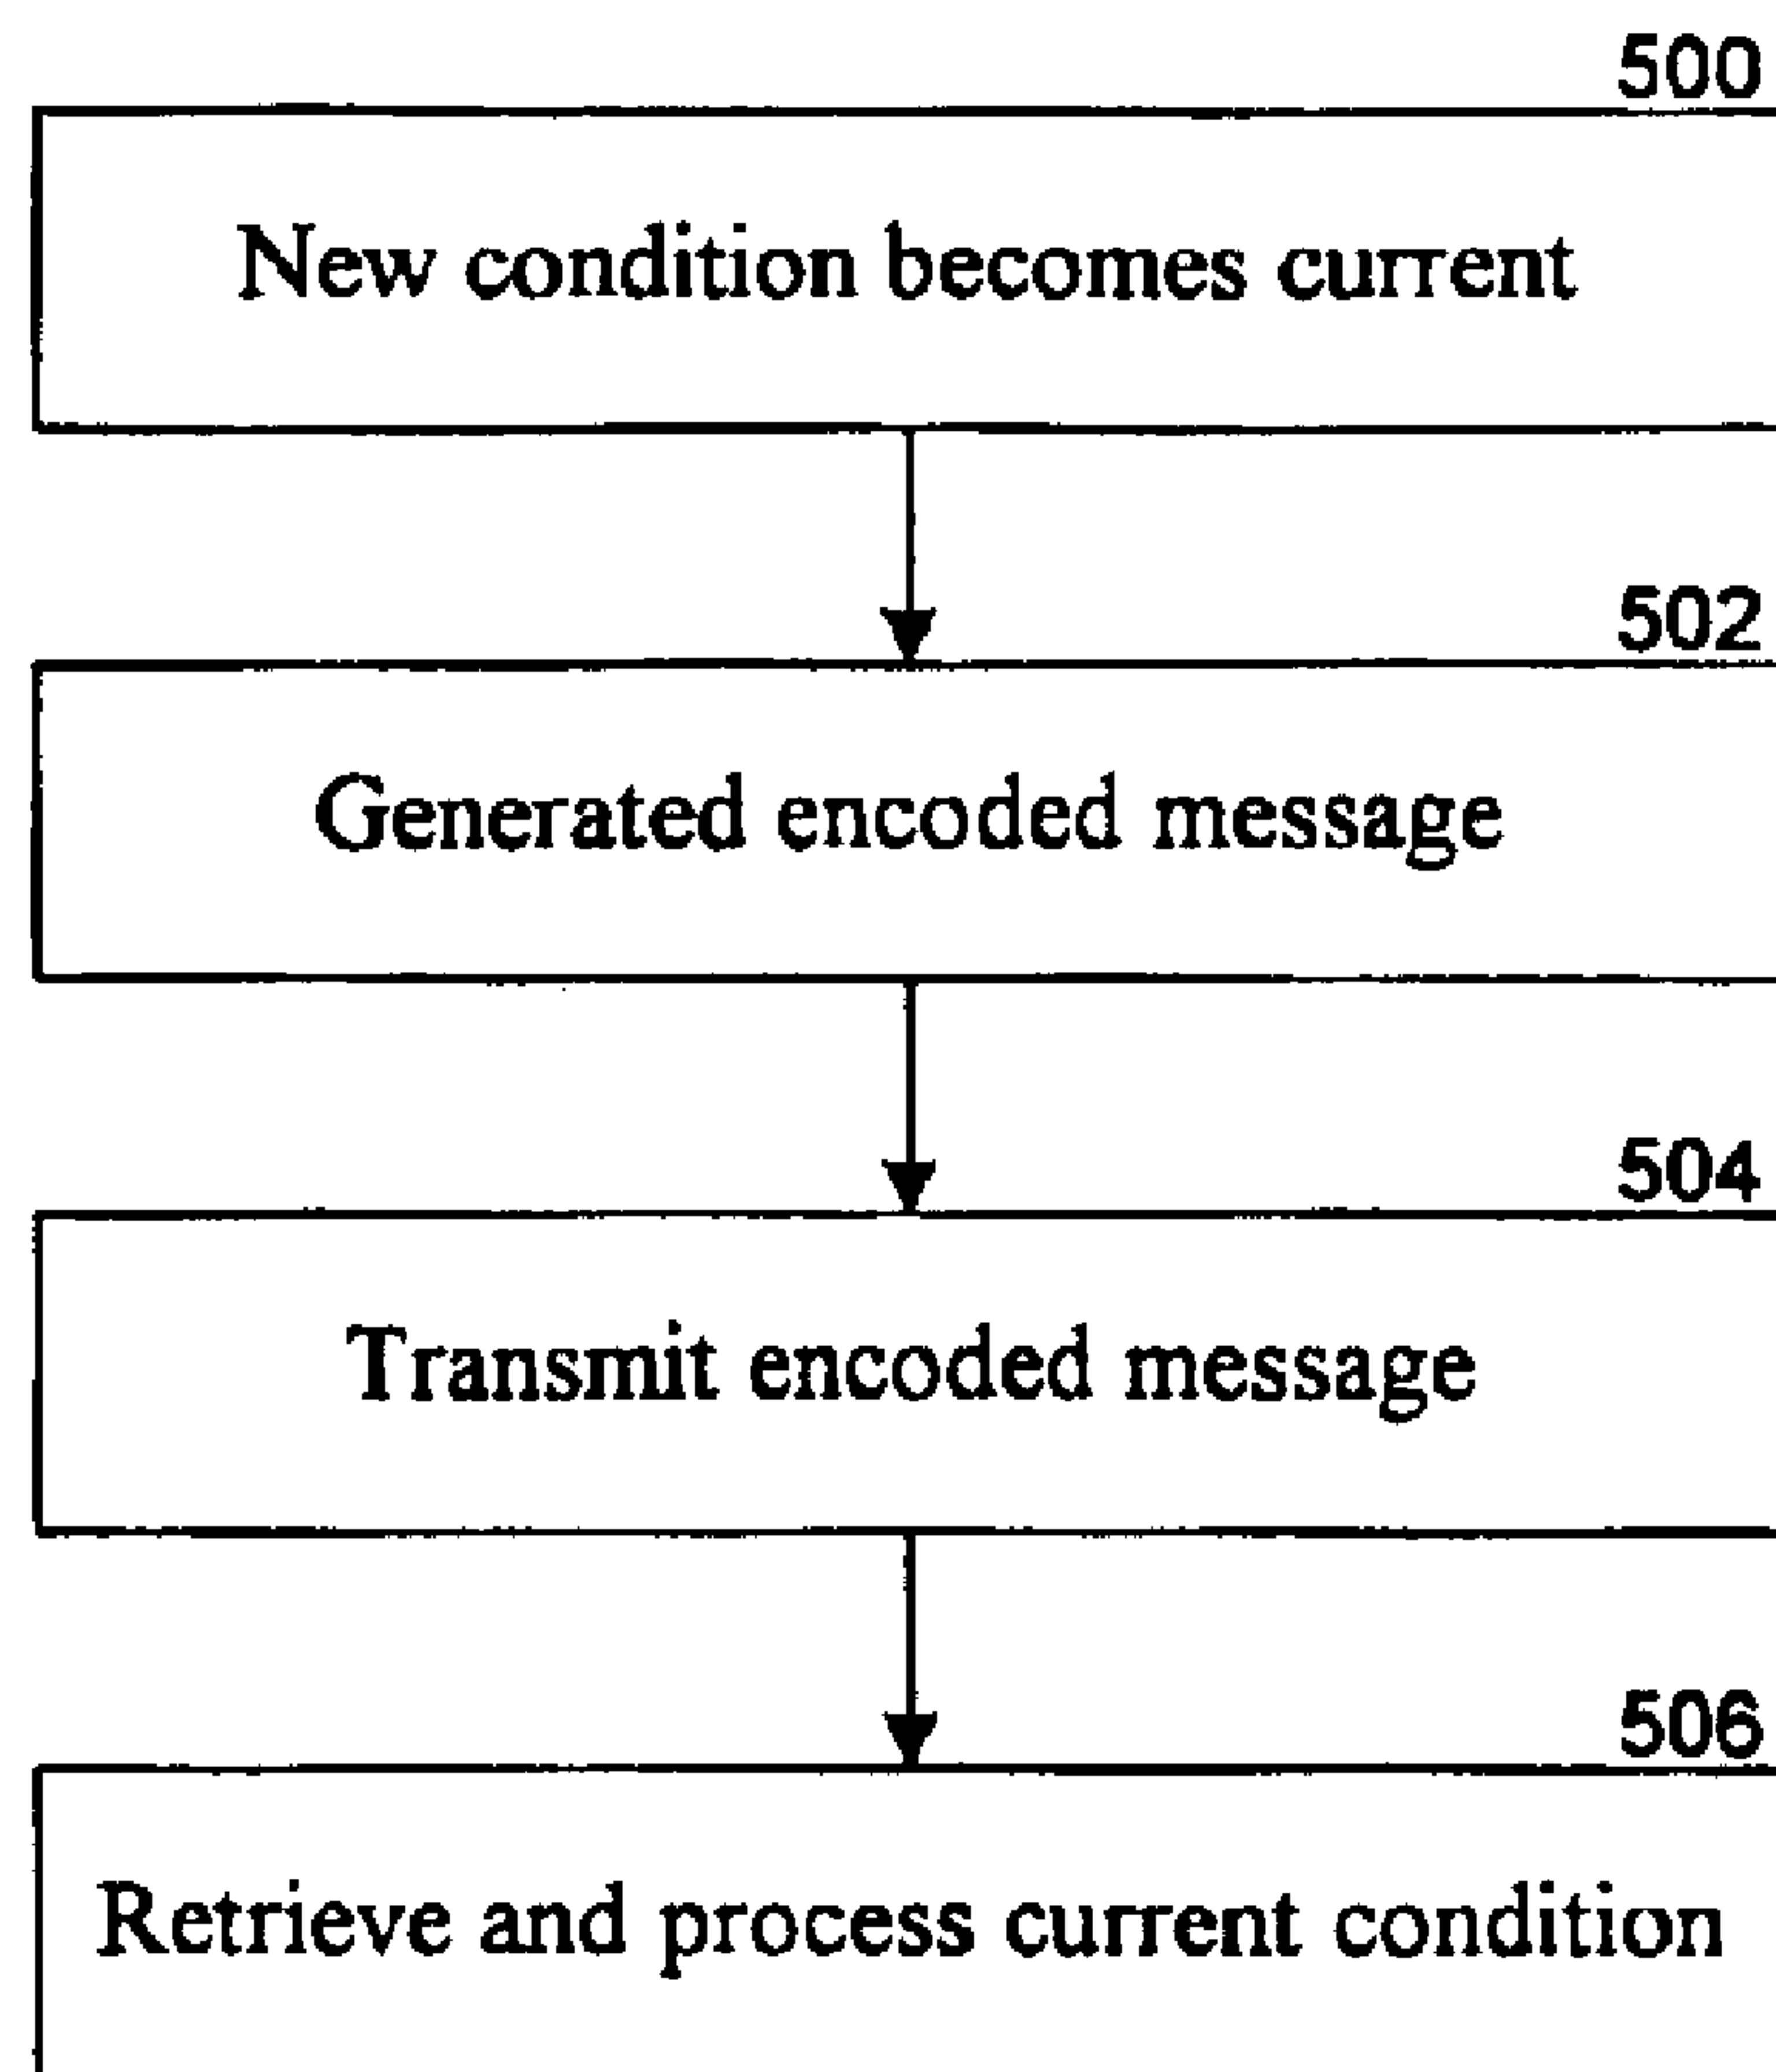 500
New condition becomes current
502
Generated encoded message
504
Transmit encoded message
506
Retrieve and process current condition